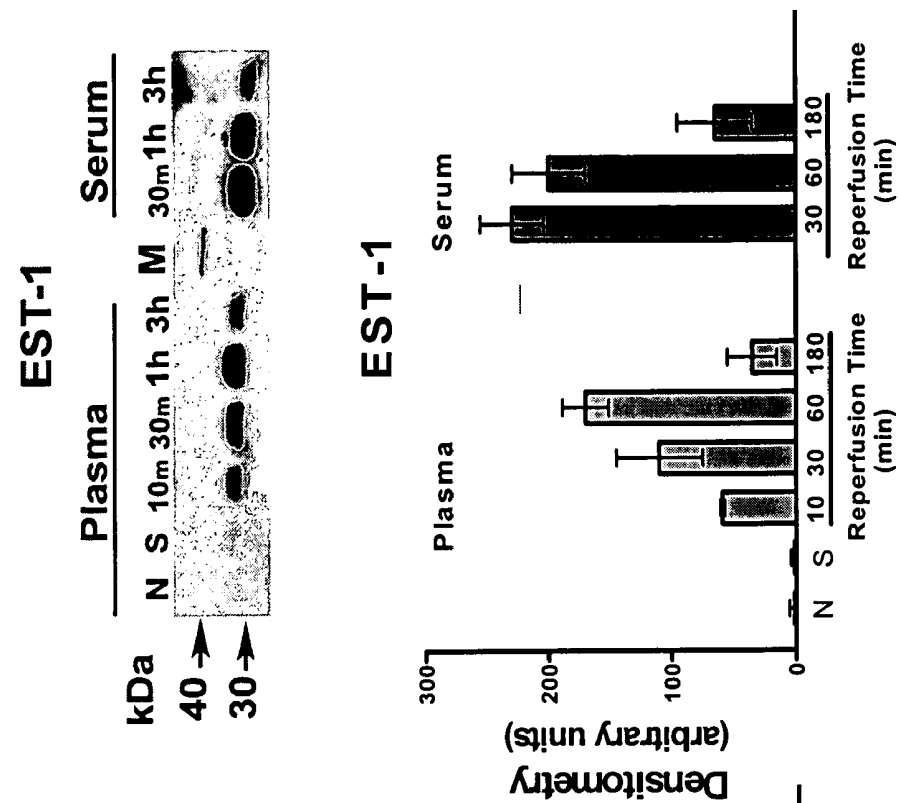 EST-1
Plasma Serum
kDa N S 10m 30m 1h 3h M 30m 1h 3h
40
30
EST-1
Plasma Serum
Densitometry
(arbitrary units)
300
200
100
0
N S 10 30 60 180 30 60 180
Reperfusion Time Reperfusion Time
(min) (min)